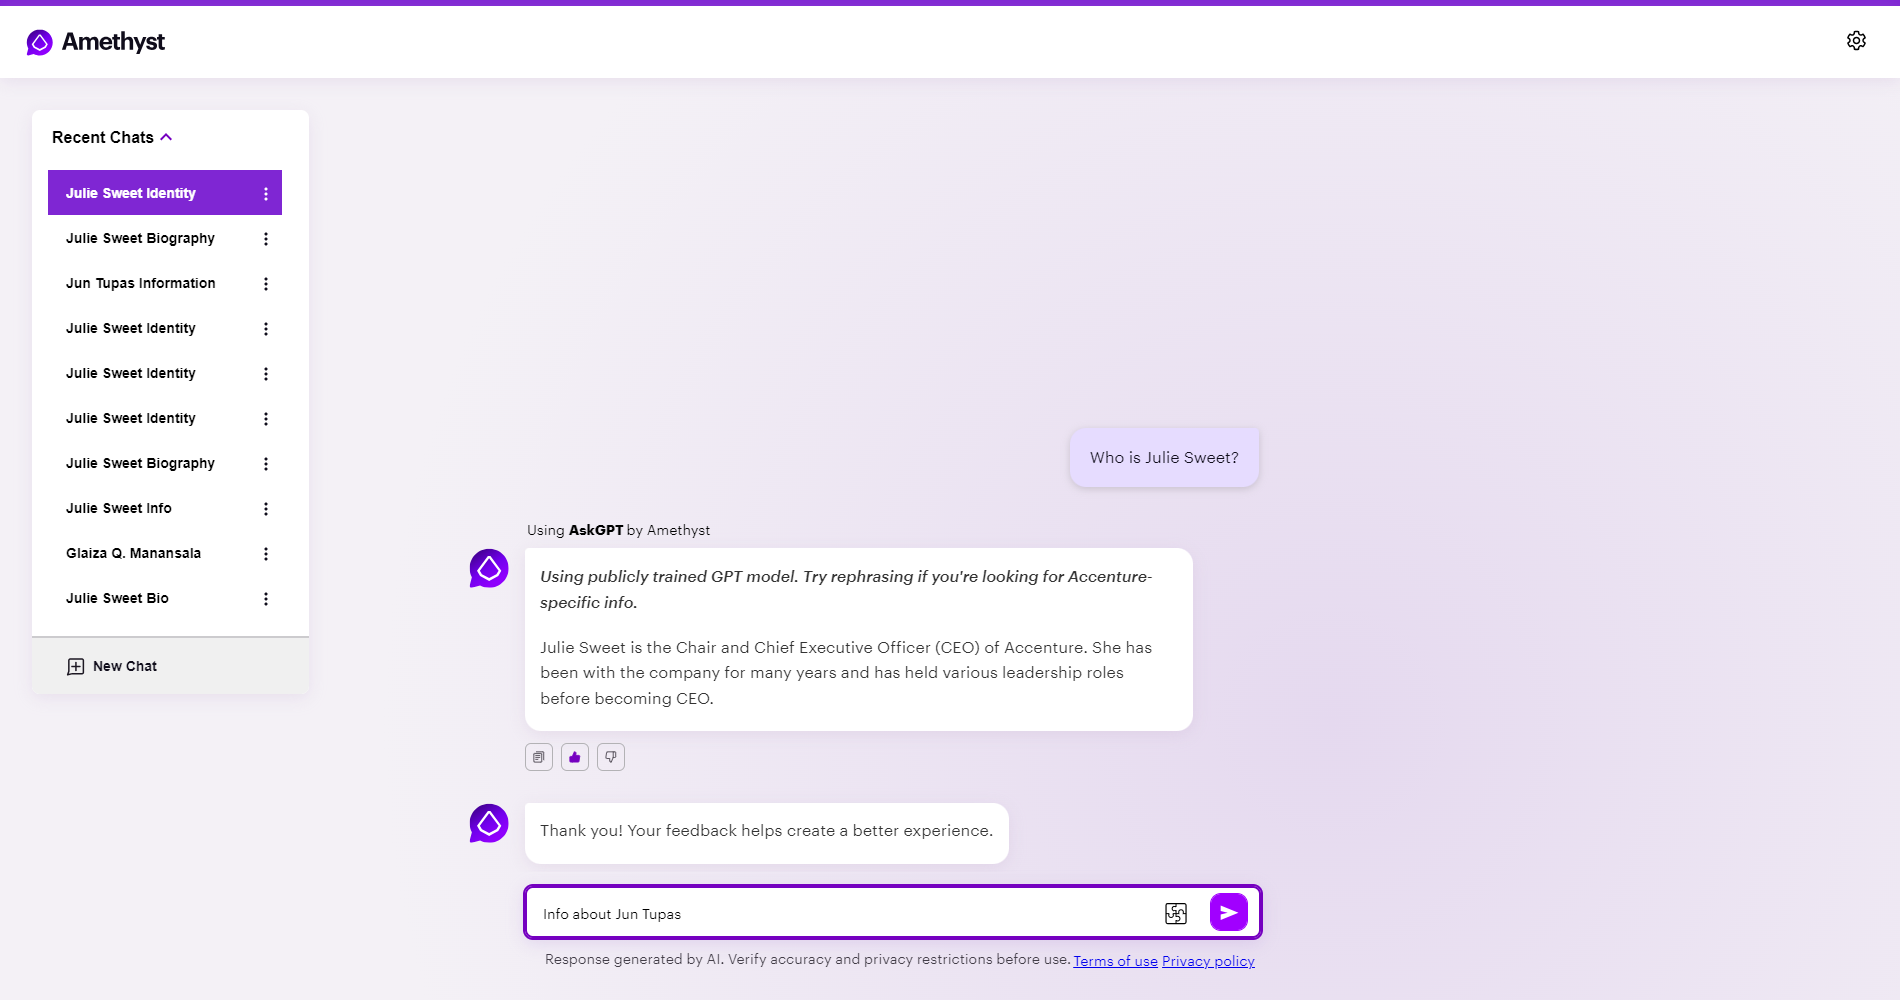 Amethyst
Recent Chats
Julie Sweet Identity
Julie Sweet Biography
Jun Tupas Information
Julie Sweet Identity
Julie Sweet Identity
Julie Sweet Identity
Julie Sweet Biography
Julie Sweet Info
Glaiza Q. Manansala
Julie Sweet Bio
New Chat
Who is Julie Sweet?
Using AskGPT by Amethyst
Using publicly trained GPT model. Try rephrasing if you're looking for Accenture-
specific info.
Julie Sweet is the Chair and Chief Executive Officer (CEO) of Accenture. She has
been with the company for many years and has held various leadership roles
before becoming CEO.
Thank you! Your feedback helps create a better experience.
Info about Jun Tupas
Response generated by AI. Verify accuracy and privacy restrictions before use. Terms of use Privacy policy